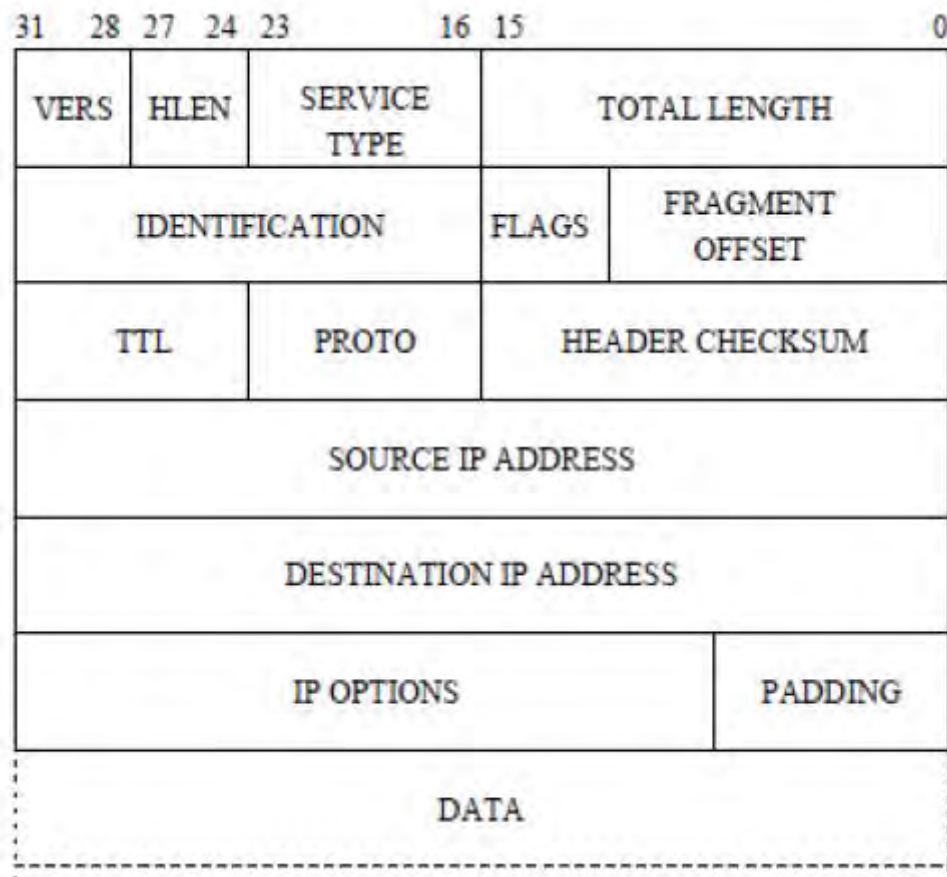 31 28 27 24 23 16 15 0
VERS HLEN SERVICE TYPE TOTAL LENGTH
IDENTIFICATION FLAGS FRAGMENT OFFSET
TTL PROTO HEADER CHECKSUM
SOURCE IP ADDRESS
DESTINATION IP ADDRESS
IP OPTIONS PADDING
DATA